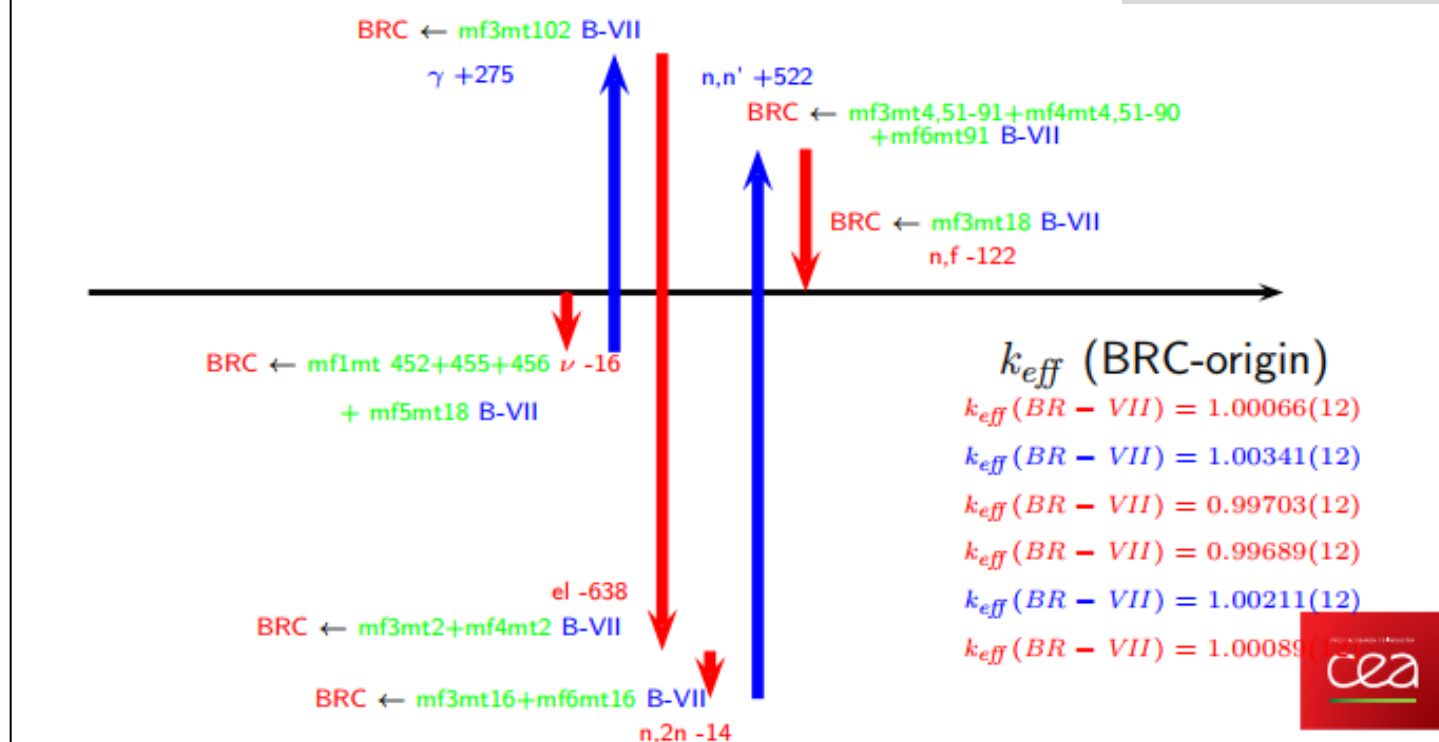 BRC ← mf3mt102 B-VII
γ +275
n,n' +522
BRC ← mf3mt4,51-91+mf4mt4,51-90
+mf6mt91 B-VII
BRC ← mf3mt18 B-VII
n,f -122
BRC ← mf1mt 452+455+456 ν -16
+ mf5mt18 B-VII
el -638
BRC ← mf3mt2+mf4mt2 B-VII
BRC ← mf3mt16+mf6mt16 B-VII
n,2n -14
k_eff (BRC-origin)
k_eff (BR − VII) = 1.00066(12)
k_eff (BR − VII) = 1.00341(12)
k_eff (BR − VII) = 0.99703(12)
k_eff (BR − VII) = 0.99689(12)
k_eff (BR − VII) = 1.00211(12)
k_eff (BR − VII) = 1.00089(12)
cea